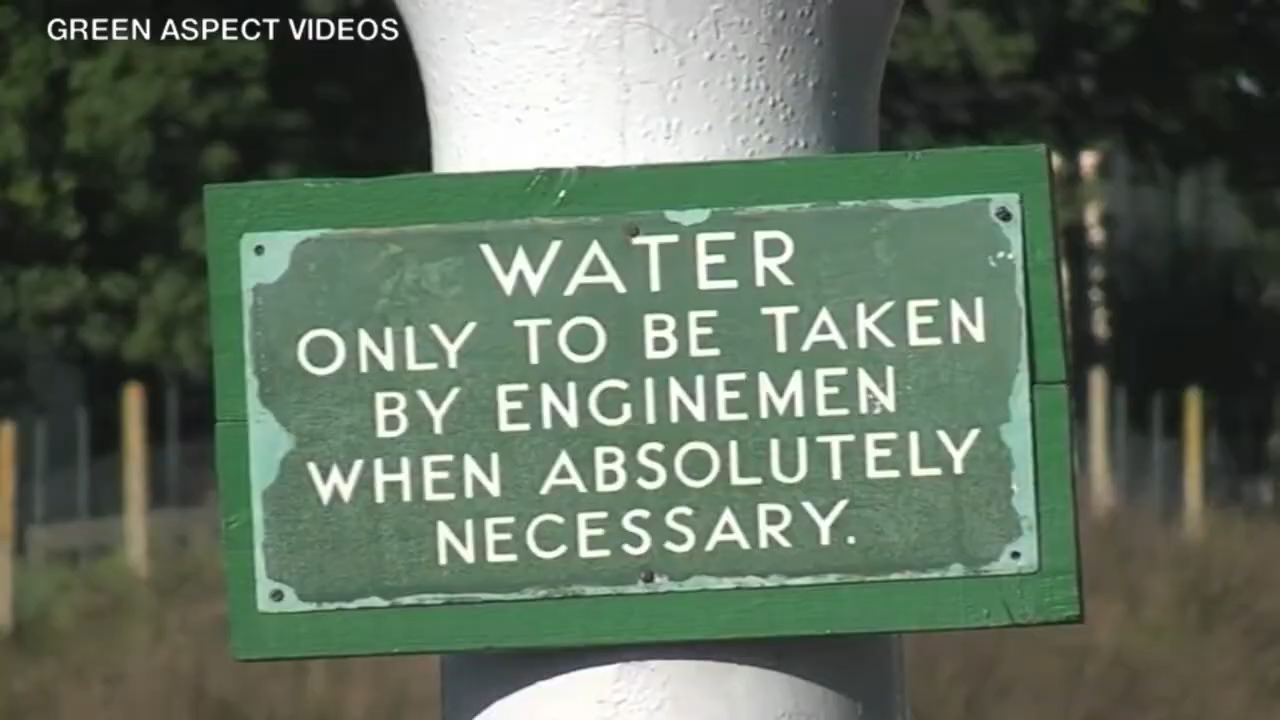 GREEN ASPECT VIDEOS
WATER
ONLY TO BE TAKEN
BY ENGINEMEN
WHEN ABSOLUTELY
NECESSARY.